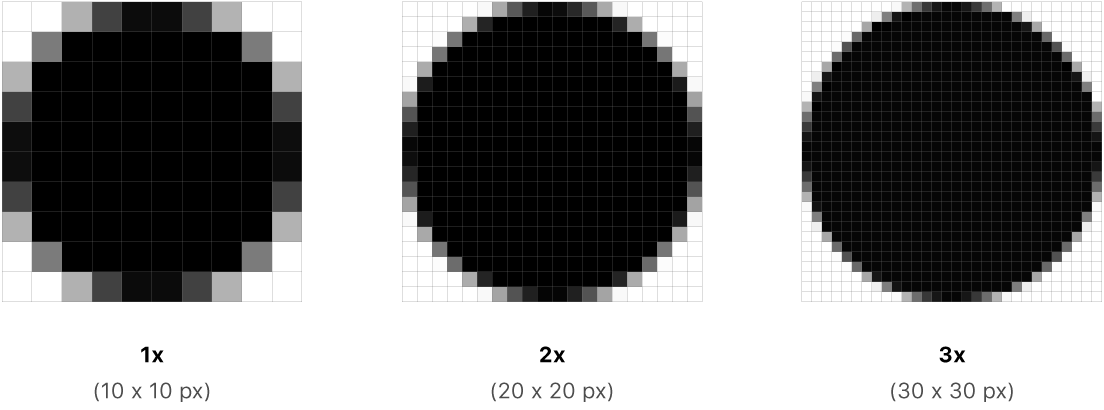 1x
(10 x 10 px)
2x
(20 x 20 px)
3x
(30 x 30 px)